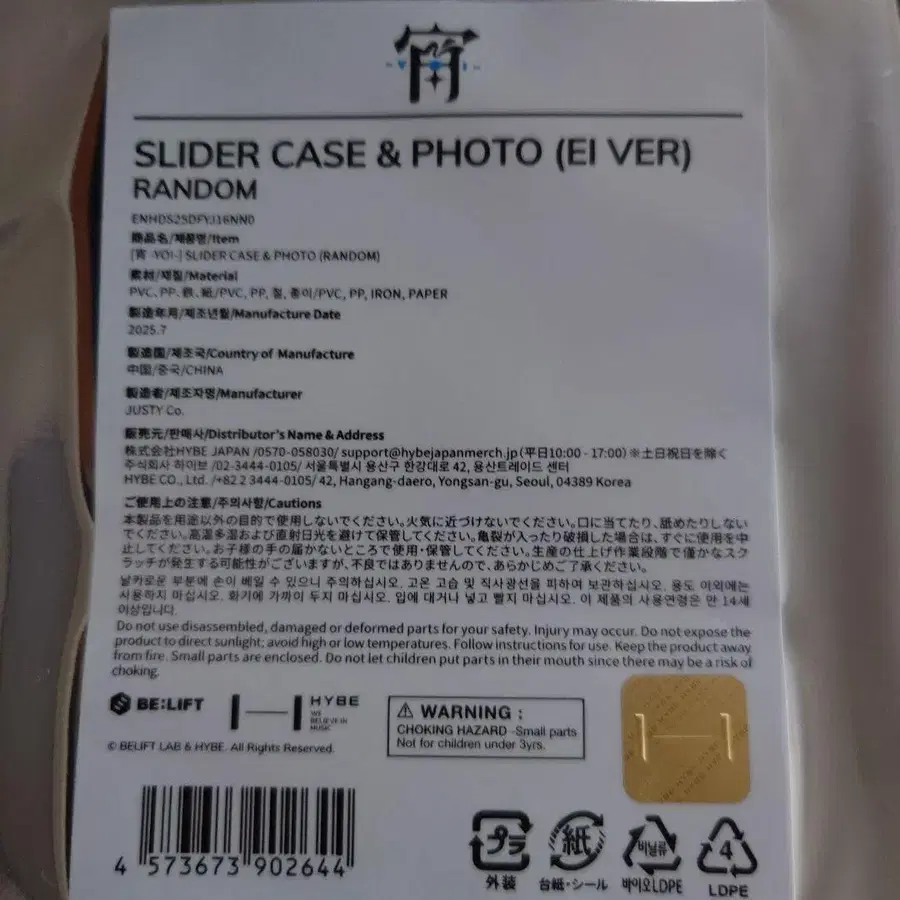 宵
SLIDER CASE & PHOTO (EI VER)
RANDOM
ENHDS25DFYJ16NN0
商品名/제품명/Item
[宵 -YOI-] SLIDER CASE & PHOTO (RANDOM)
素材/재질/Material
PVC、PP、鉄、紙/PVC, PP, 철, 종이/PVC, PP, IRON, PAPER
製造年月/제조년월/Manufacture Date
2025.7
製造国/제조국/Country of Manufacture
中国/중국/CHINA
製造者/제조자명/Manufacturer
JUSTY Co.
販売元/판매사/Distributor's Name & Address
株式会社HYBE JAPAN /0570-058030/ support@hybejapanmerch.jp(平日10:00 - 17:00) ※土日祝日を除く
주식회사 하이브 /02-3444-0105/ 서울특별시 용산구 한강대로 42, 용산트레이드 센터
HYBE CO., Ltd. /+82 2 3444-0105/ 42, Hangang-daero, Yongsan-gu, Seoul, 04389 Korea
ご使用上の注意/주의사항/Cautions
本製品を用途以外の目的で使用しないでください。火気に近づけないでください。口に当てたり、舐めたりしない
でください。高温多湿および直射日光を避けて保管してください。亀裂が入ったり破損した場合は、すぐに使用を中
止してください。お子様の手の届かないところで使用・保管してください。生産の仕上げ作業段階で僅かなスク
ラッチが発生する可能性がございますが、不良ではありませんので、あらかじめご了承ください。
날카로운 부분에 손이 베일 수 있으니 주의하십시오. 고온 고습 및 직사광선을 피하여 보관하십시오. 용도 이외에는
사용하지 마십시오. 화기에 가까이 두지 마십시오. 입에 대거나 넣고 빨지 마십시오. 이 제품의 사용연령은 만 14세
이상입니다.
Do not use disassembled, damaged or deformed parts for your safety. Injury may occur. Do not expose the
product to direct sunlight; avoid high or low temperatures. Follow instructions for use. Keep the product away
from fire. Small parts are enclosed. Do not let children put parts in their mouth since there may be a risk of
choking.
BE:LIFT
HYBE
WE
BELIEVE IN
MUSIC
© BELIFT LAB & HYBE. All Rights Reserved.
⚠ WARNING :
CHOKING HAZARD -Small parts
Not for children under 3yrs.
4 573673 902644
プラ
外装
紙
台紙・シール
비닐류
바이오LDPE
4
LDPE